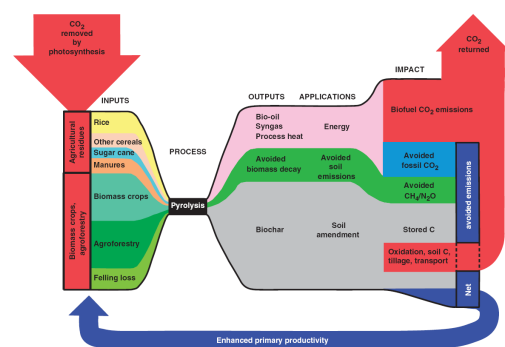 CO2
removed
by
photosynthesis
CO2
returned
IMPACT
INPUTS
OUTPUTS
APPLICATIONS
PROCESS
Agricultural
residues
Biomass crops,
agroforestry
Rice
Other cereals
Sugar cane
Manures
Biomass crops
Agroforestry
Felling loss
Pyrolysis
Bio-oil
Syngas
Process heat
Energy
Biofuel CO2 emissions
Avoided
biomass decay
Avoided
soil
emissions
Avoided
fossil CO2
Avoided
CH4/N2O
Biochar
Soil
amendment
Stored C
Oxidation, soil C,
tillage, transport
avoided emissions
Net
Enhanced primary productivity